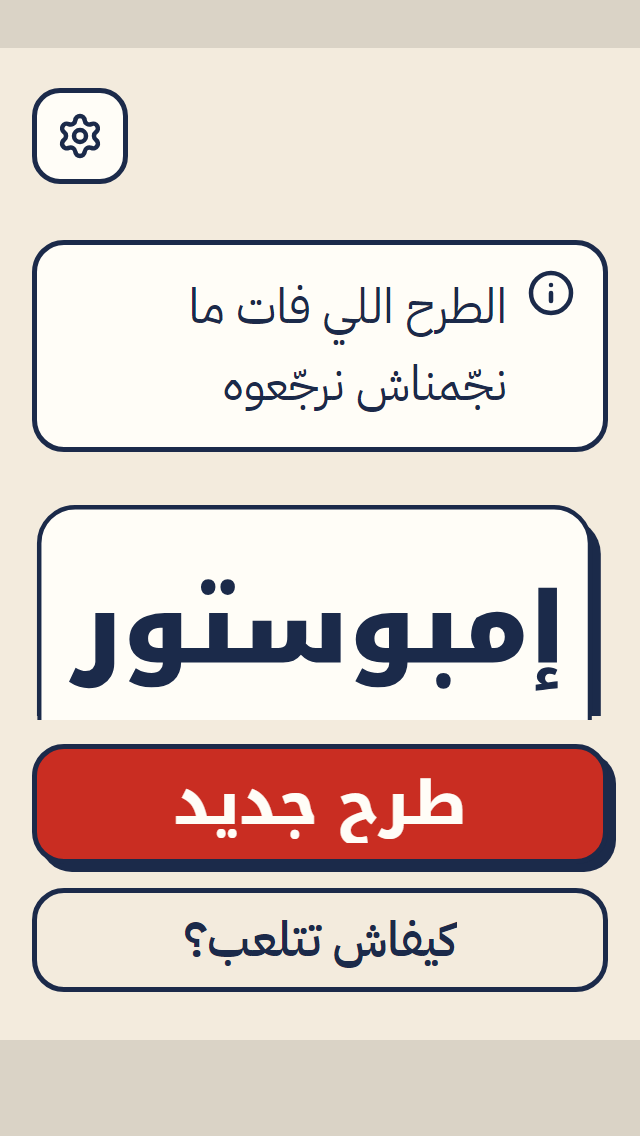 الطرح اللي فات ما
نجّمناش نرجّعوه
إمبوستور
طرح جديد
كيفاش تتلعب؟